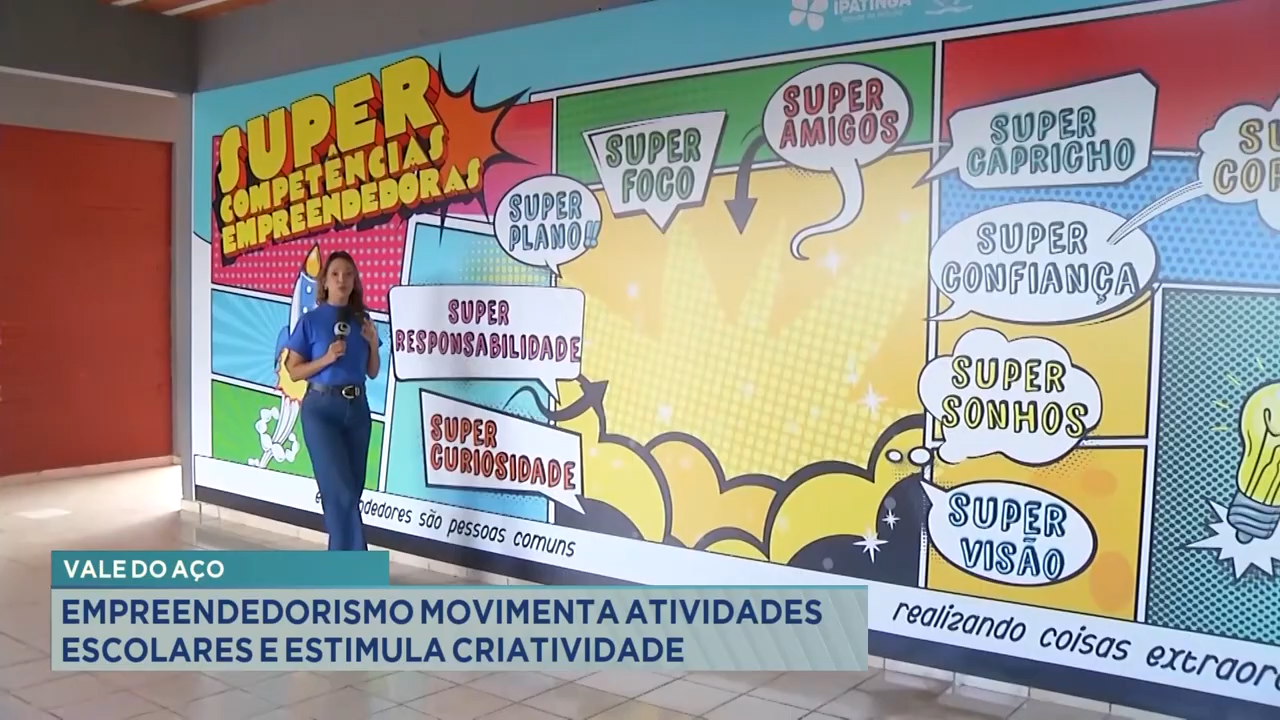 IPATINGA
SUPER
COMPETÊNCIAS
EMPREENDEDORAS
SUPER
PLANO!!
SUPER
FOCO
SUPER
AMIGOS
SUPER
CAPRICHO
SUPER
CONFIANÇA
SUPER
RESPONSABILIDADE
SUPER
CURIOSIDADE
SUPER
SONHOS
SUPER
VISÃO
são pessoas comuns
realizando coisas
VALE DO AÇO
EMPREENDEDORISMO MOVIMENTA ATIVIDADES
ESCOLARES E ESTIMULA CRIATIVIDADE